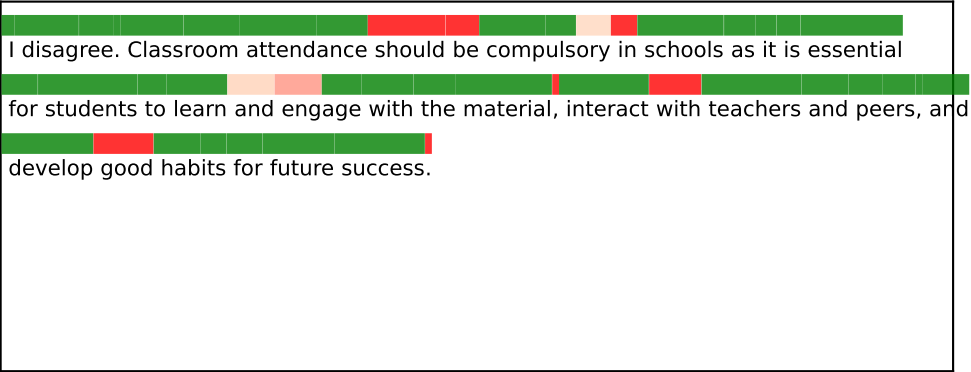 I disagree. Classroom attendance should be compulsory in schools as it is essential
for students to learn and engage with the material, interact with teachers and peers, and
develop good habits for future success.